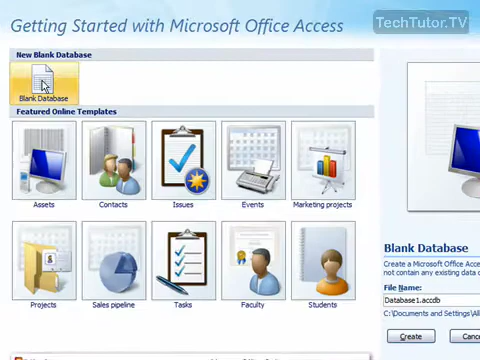 Getting Started with Microsoft Office Access
TechTutor.TV
New Blank Database
Blank Database
Featured Online Templates
Assets
Contacts
Issues
Events
Marketing projects
Projects
Sales pipeline
Tasks
Faculty
Students
Blank Database
Create a Microsoft Office Acce
not contain any existing data o
File Name:
Database1.accdb
C:\Documents and Settings\All
Create
Canc